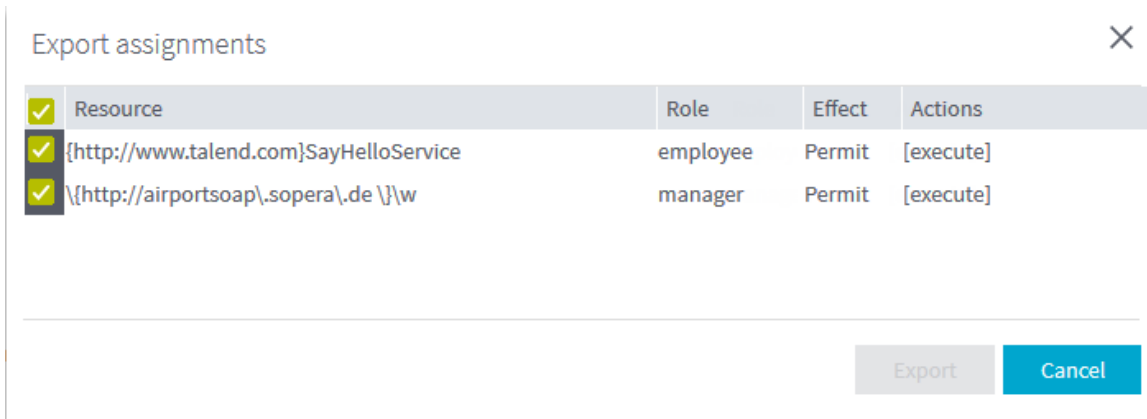 Export assignments
Resource Role Effect Actions
{http://www.talend.com}SayHelloService employee Permit [execute]
\{http://airportsoap\.sopera\.de \}\w manager Permit [execute]
Export Cancel